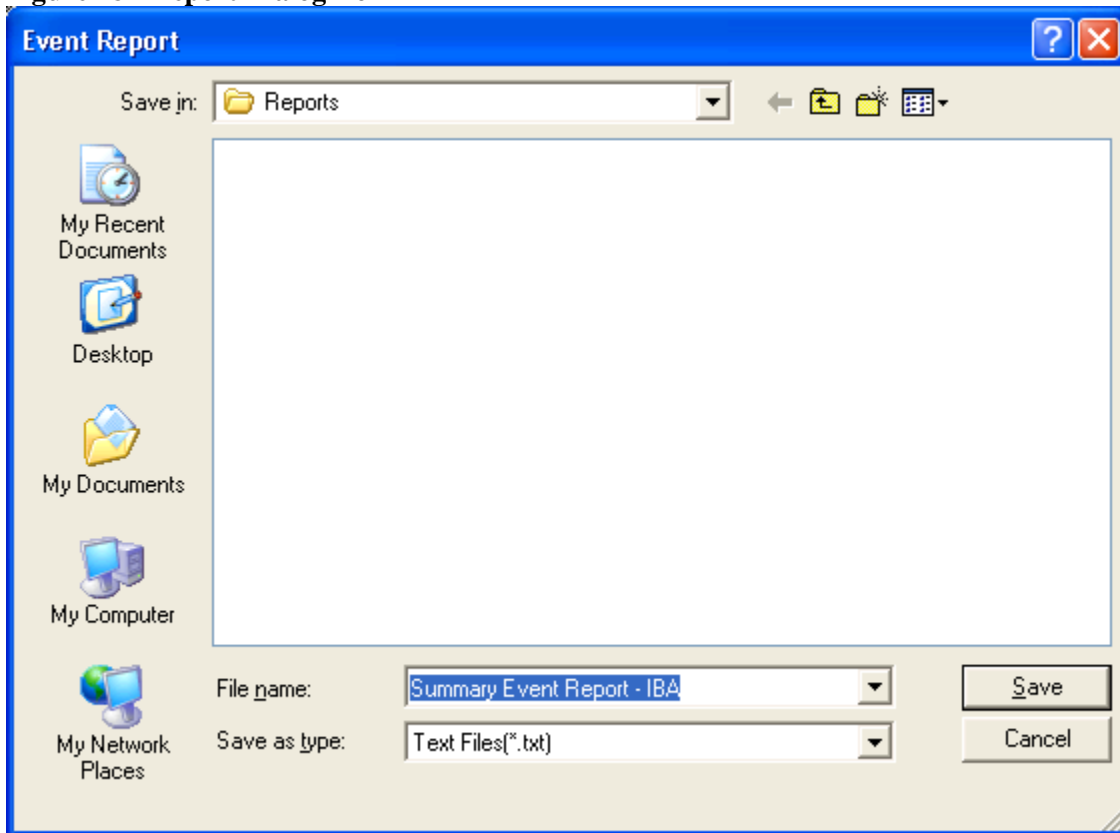 Event Report
Save in:
Reports
My Recent
Documents
Desktop
My Documents
My Computer
My Network
Places
File name:
Summary Event Report - IBA
Save
Save as type:
Text Files(*.txt)
Cancel